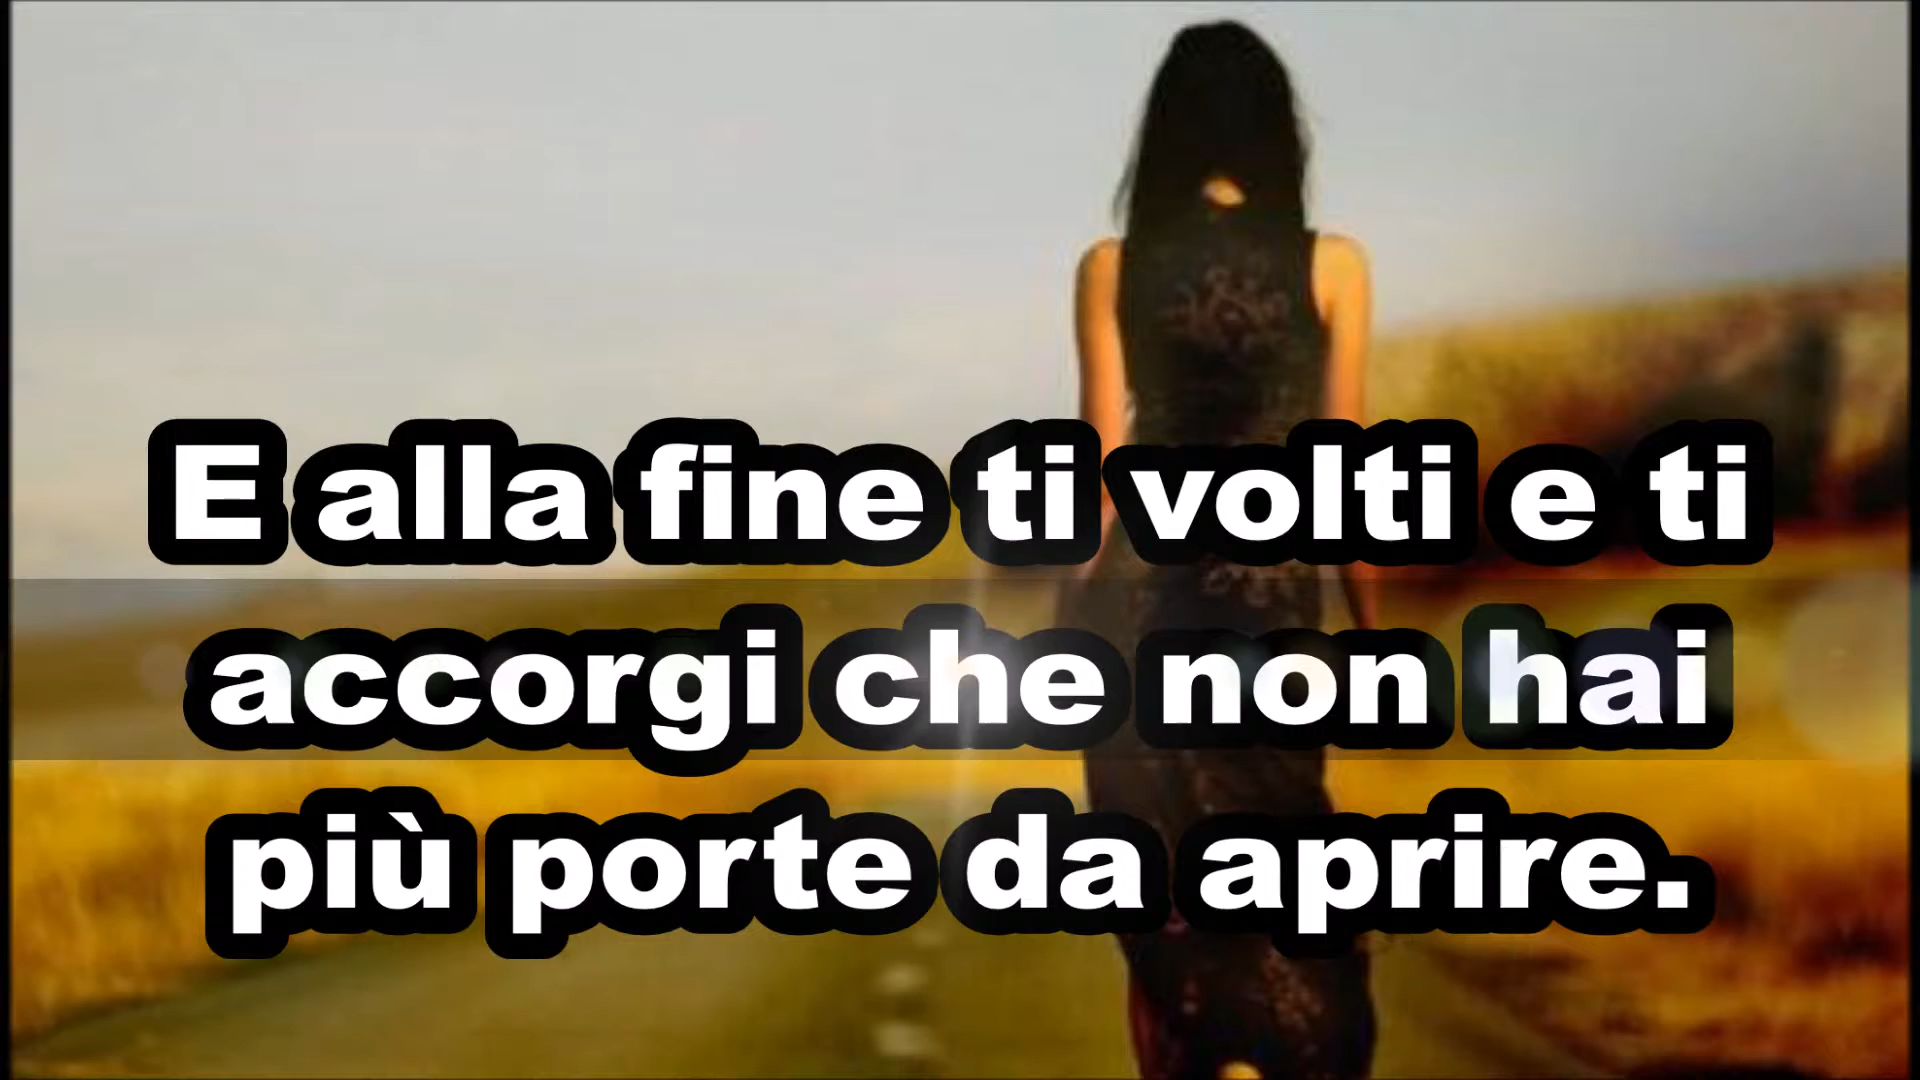 E alla fine ti volti e ti
accorgi che non hai
più porte da aprire.